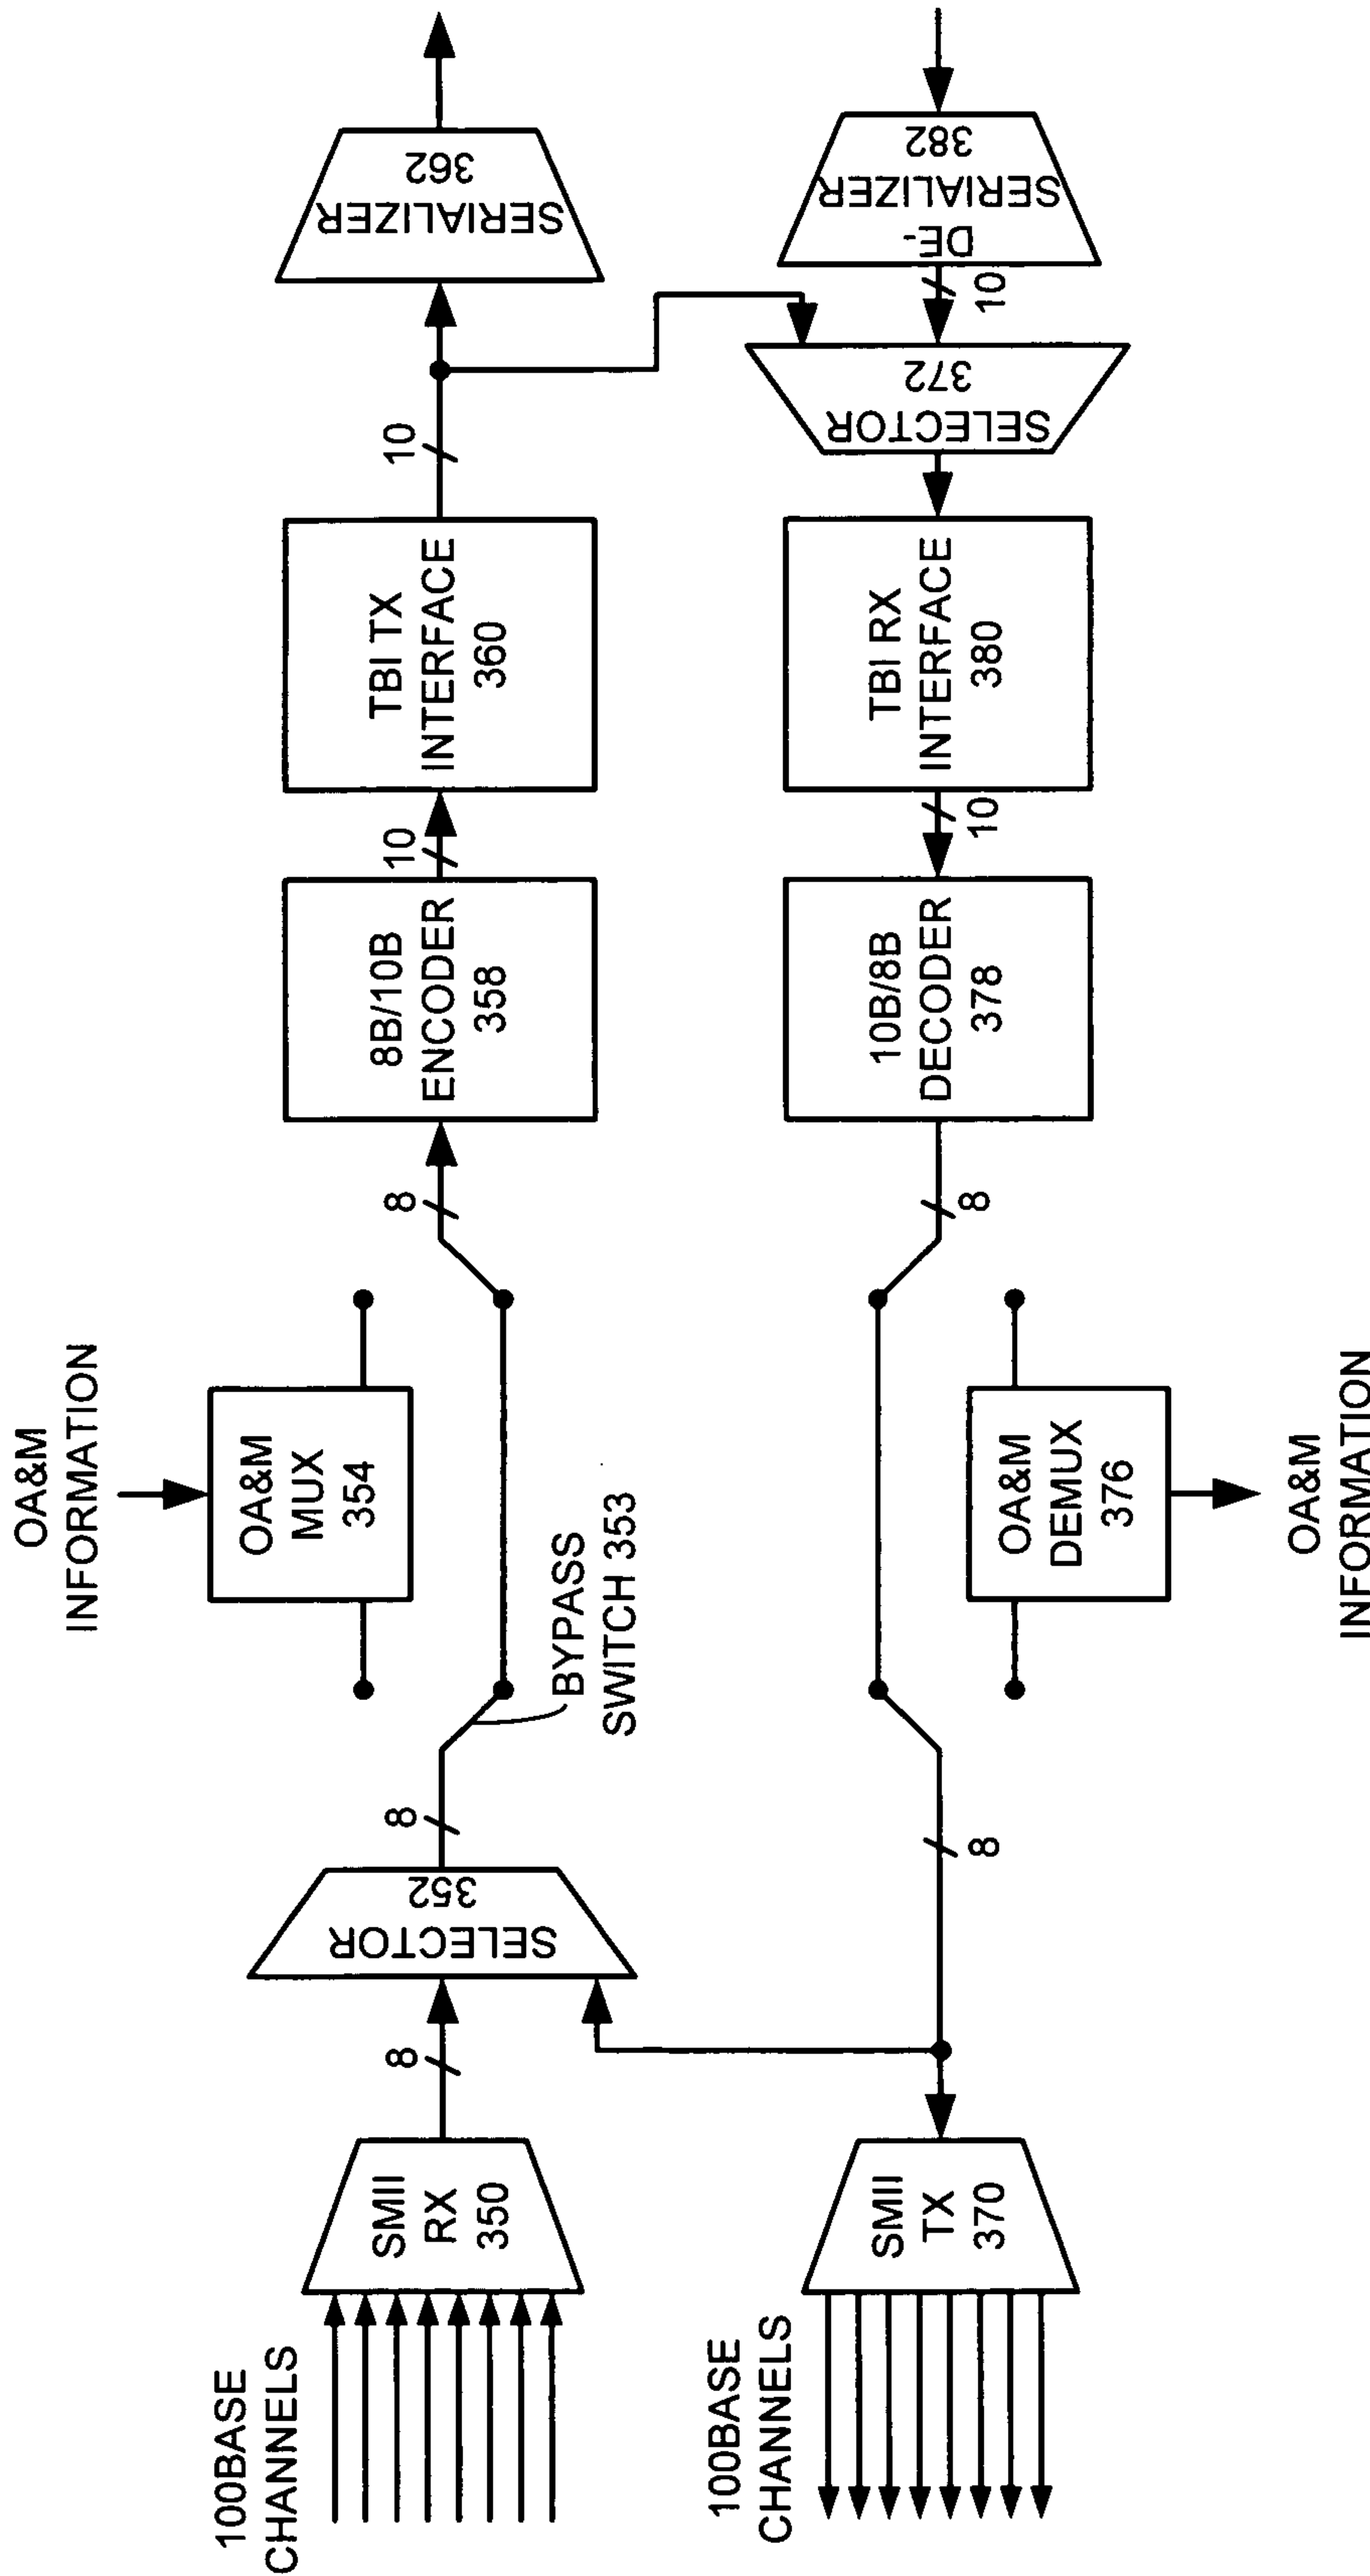 100BASE
CHANNELS
SMII
RX
350
8
SELECTOR
352
8
BYPASS
SWITCH 353
OA&M
INFORMATION
OA&M
MUX
354
8
8B/10B
ENCODER
358
10
TBI TX
INTERFACE
360
10
SERIALIZER
362
100BASE
CHANNELS
SMII
TX
370
8
OA&M
DEMUX
376
OA&M
INFORMATION
8
10B/8B
DECODER
378
10
TBI RX
INTERFACE
380
SELECTOR
372
10
DE-
SERIALIZER
382